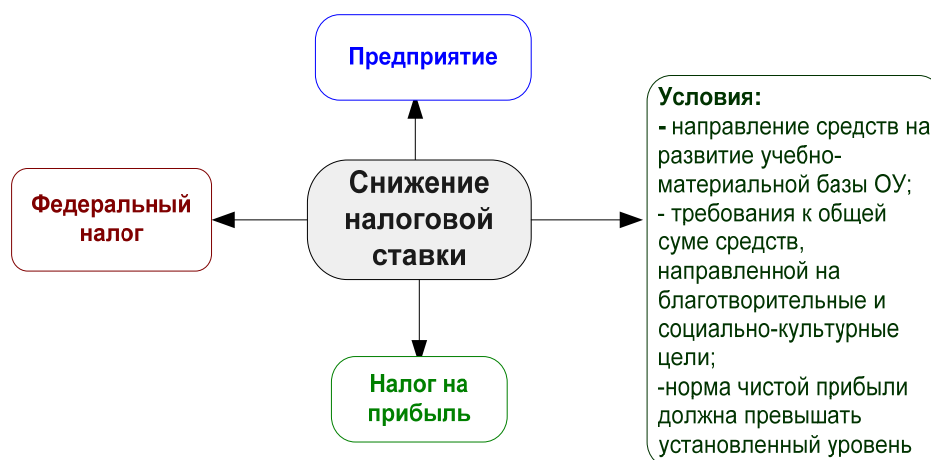 Предприятие
Федеральный
налог
Снижение
налоговой
ставки
Налог на
прибыль
Условия:
- направление средств на
развитие учебно-
материальной базы ОУ;
- требования к общей
суме средств,
направленной на
благотворительные и
социально-культурные
цели;
-норма чистой прибыли
должна превышать
установленный уровень